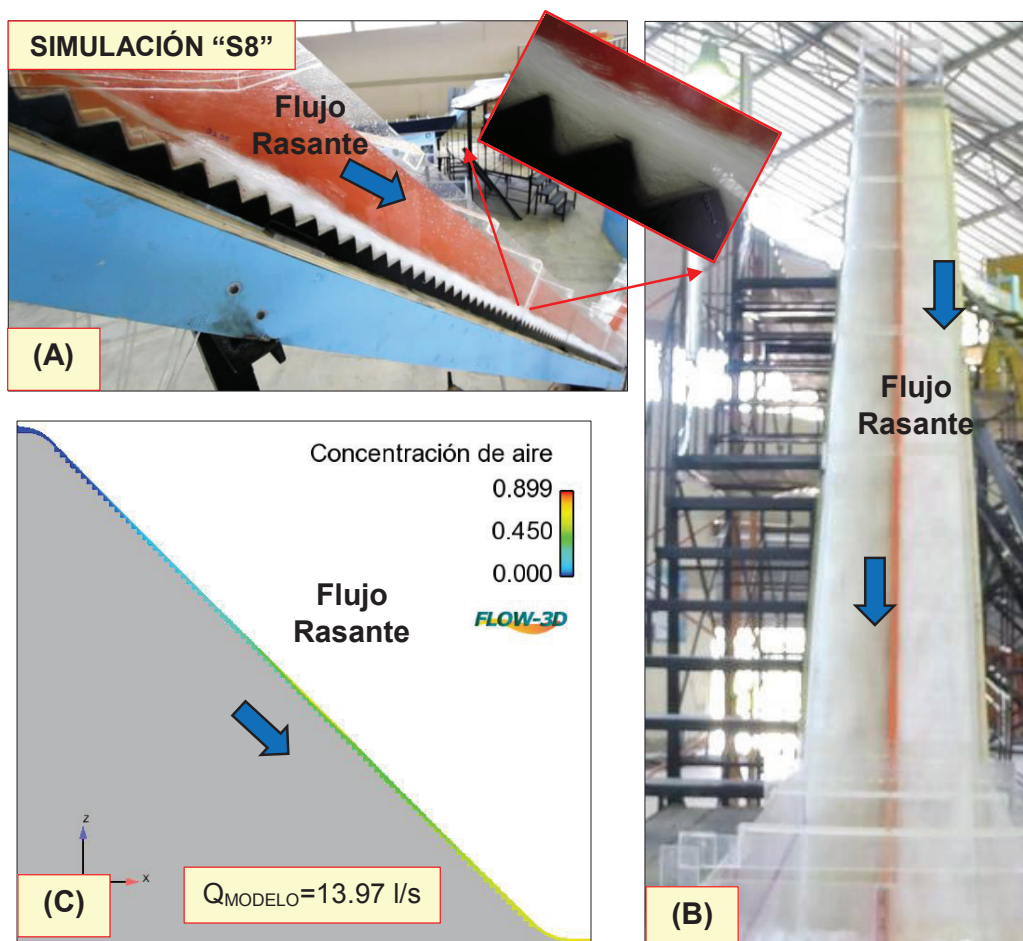 SIMULACIÓN “S8”
Flujo
Rasante
(A)
Flujo
Rasante
(B)
Concentración de aire
0.899
0.450
0.000
FLOW-3D
Flujo
Rasante
z
x
(C)
Q_MODELO=13.97 l/s